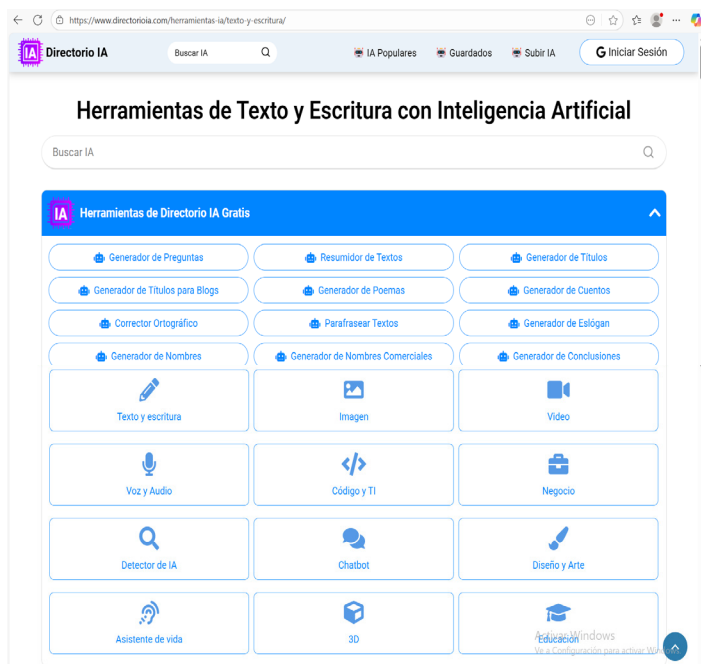 https://www.directorioia.com/herramientas-ia/texto-y-escritura/
IA Directorio IA Buscar IA IA Populares Guardados Subir IA G Iniciar Sesión
Herramientas de Texto y Escritura con Inteligencia Artificial
Buscar IA
IA Herramientas de Directorio IA Gratis
Generador de Preguntas Resumidor de Textos Generador de Títulos
Generador de Títulos para Blogs Generador de Poemas Generador de Cuentos
Corrector Ortográfico Parafrasear Textos Generador de Eslógan
Generador de Nombres Generador de Nombres Comerciales Generador de Conclusiones
Texto y escritura Imagen Video
Voz y Audio Código y TI Negocio
Detector de IA Chatbot Diseño y Arte
Asistente de vida 3D Educación
Activar Windows
Ve a Configuración para activar Windows.